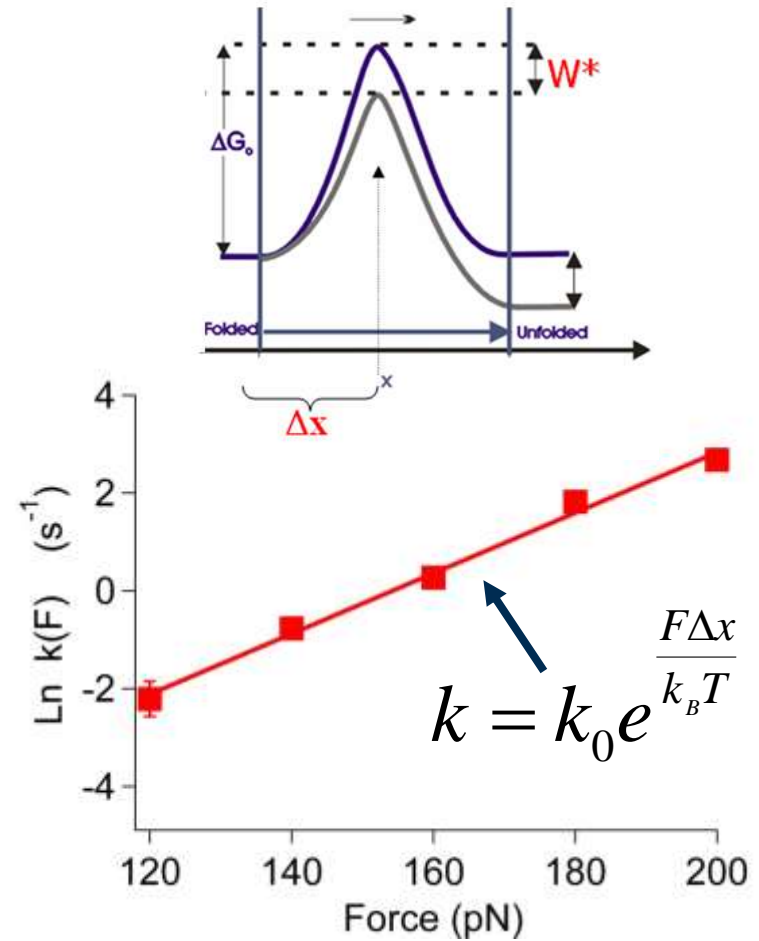 W*
ΔG₀
Folded
Unfolded
x
Δx
4
2
0
-2
-4
Ln k(F) (s⁻¹)
k = k₀e^(FΔx/k_BT)
120 140 160 180 200
Force (pN)